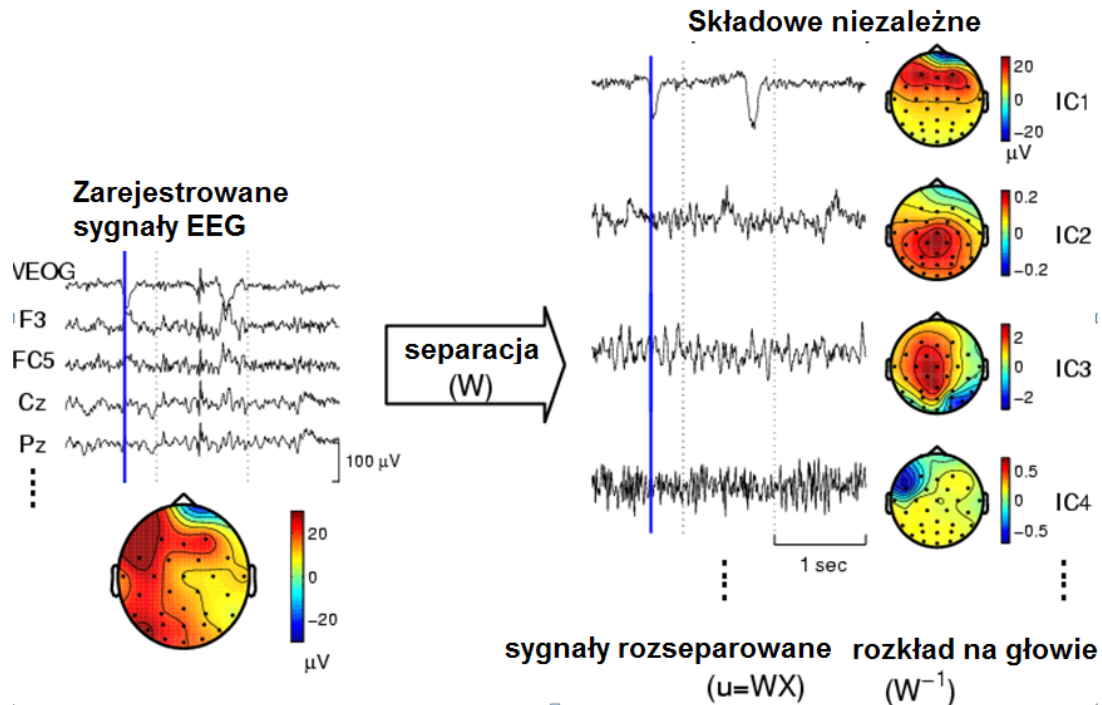 Składowe niezależne
20
0
−20
μV
IC1
0.2
0
−0.2
IC2
2
0
−2
IC3
0.5
0
−0.5
IC4
1 sec
Zarejestrowane
sygnały EEG
VEOG
F3
FC5
Cz
Pz
100 μV
20
0
−20
μV
separacja
(W)
sygnały rozseparowane
(u=WX)
rozkład na głowie
(W⁻¹)